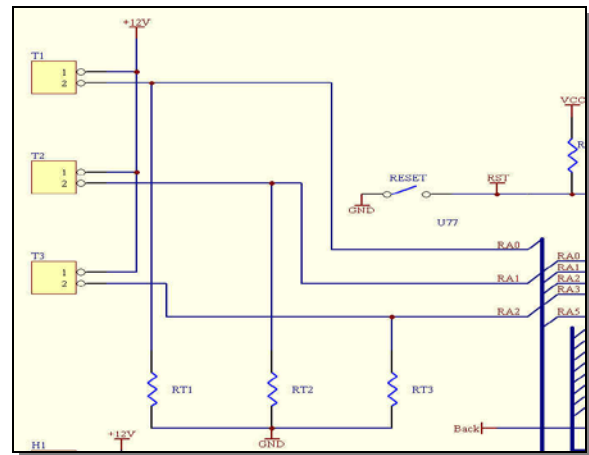 +12V
T1
1
2
VCC
R
T2
1
2
RESET
RST
GND
U77
RA0
T3
1
2
RA0
RA1
RA1
RA2
RA3
RA2
RA5
RT1
RT2
RT3
Back
+12V
GND
H1